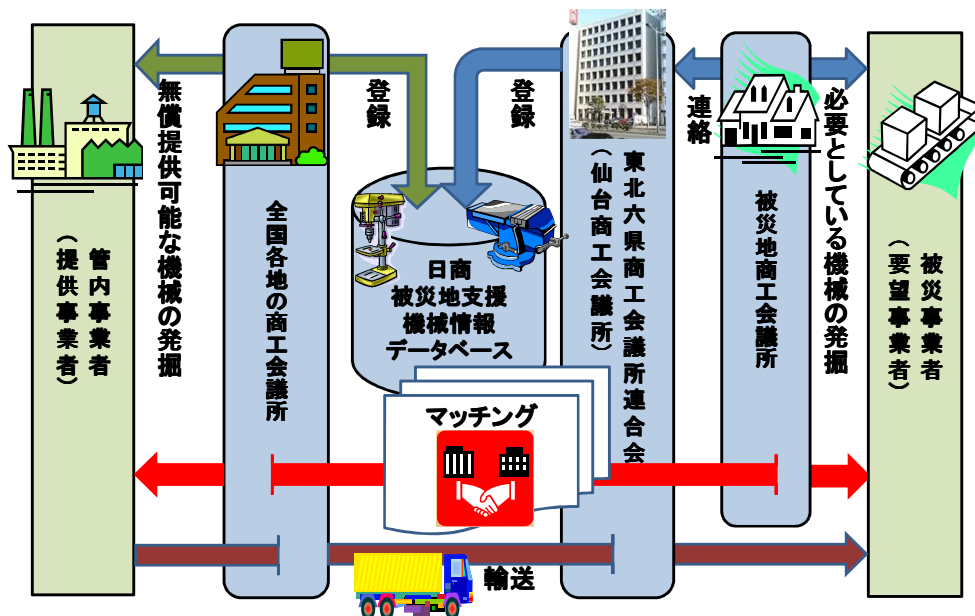 管内事業者
（提供事業者）
無償提供可能な機械の発掘
全国各地の商工会議所
登録
登録
日商
被災地支援
機械情報
データベース
マッチング
東北六県商工会議所連合会
（仙台商工会議所）
連絡
被災地商工会議所
必要としている機械の発掘
被災事業者
（要望事業者）
輸送